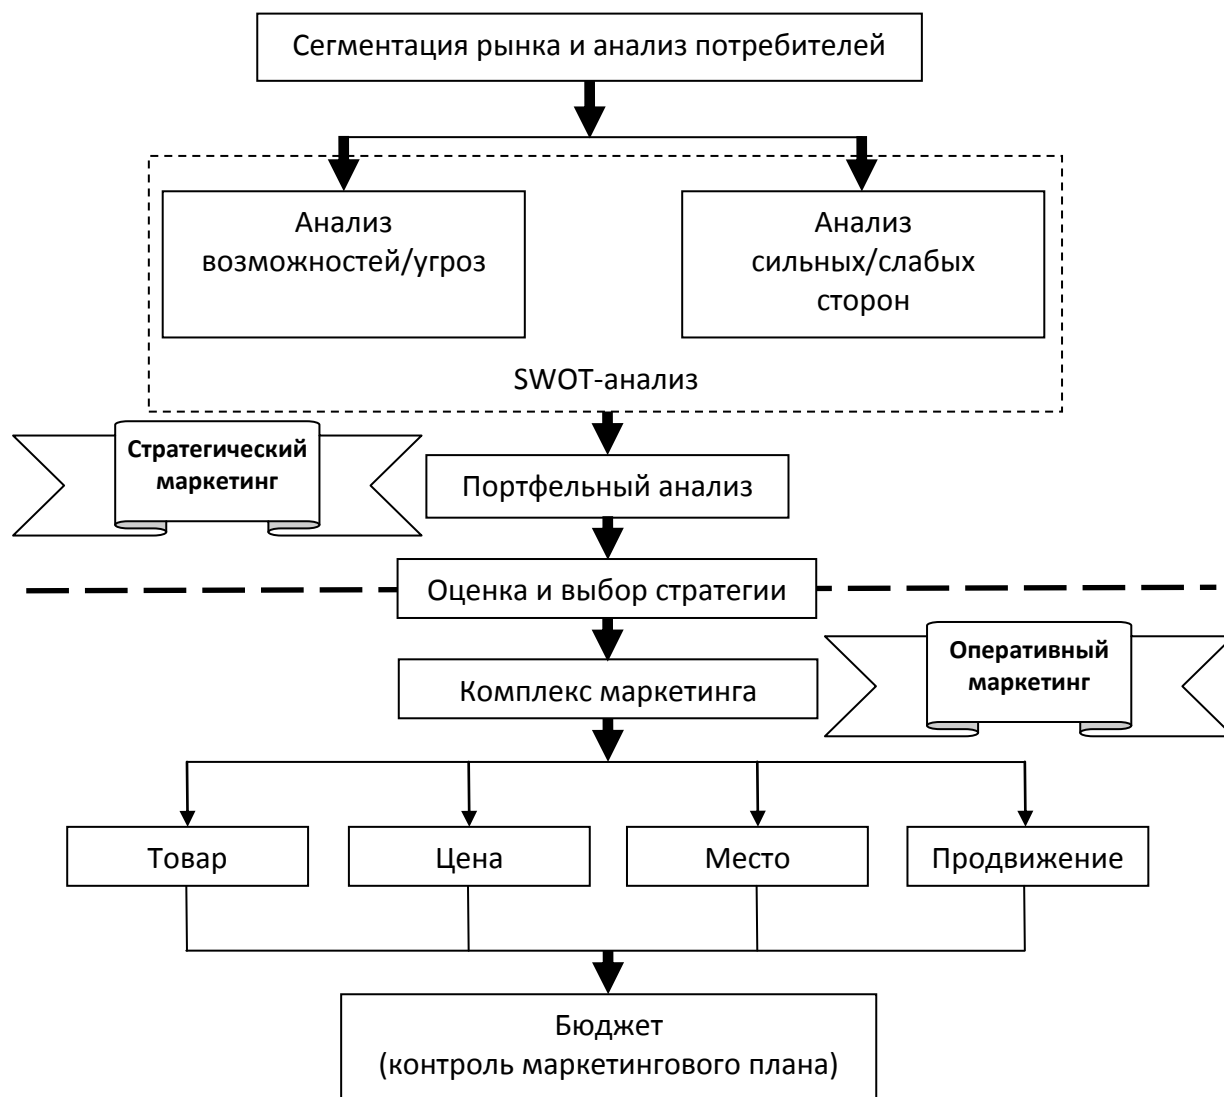 Сегментация рынка и анализ потребителей
Анализ
возможностей/угроз
Анализ
сильных/слабых
сторон
SWOT-анализ
Стратегический
маркетинг
Портфельный анализ
Оценка и выбор стратегии
Оперативный
маркетинг
Комплекс маркетинга
Товар
Цена
Место
Продвижение
Бюджет
(контроль маркетингового плана)